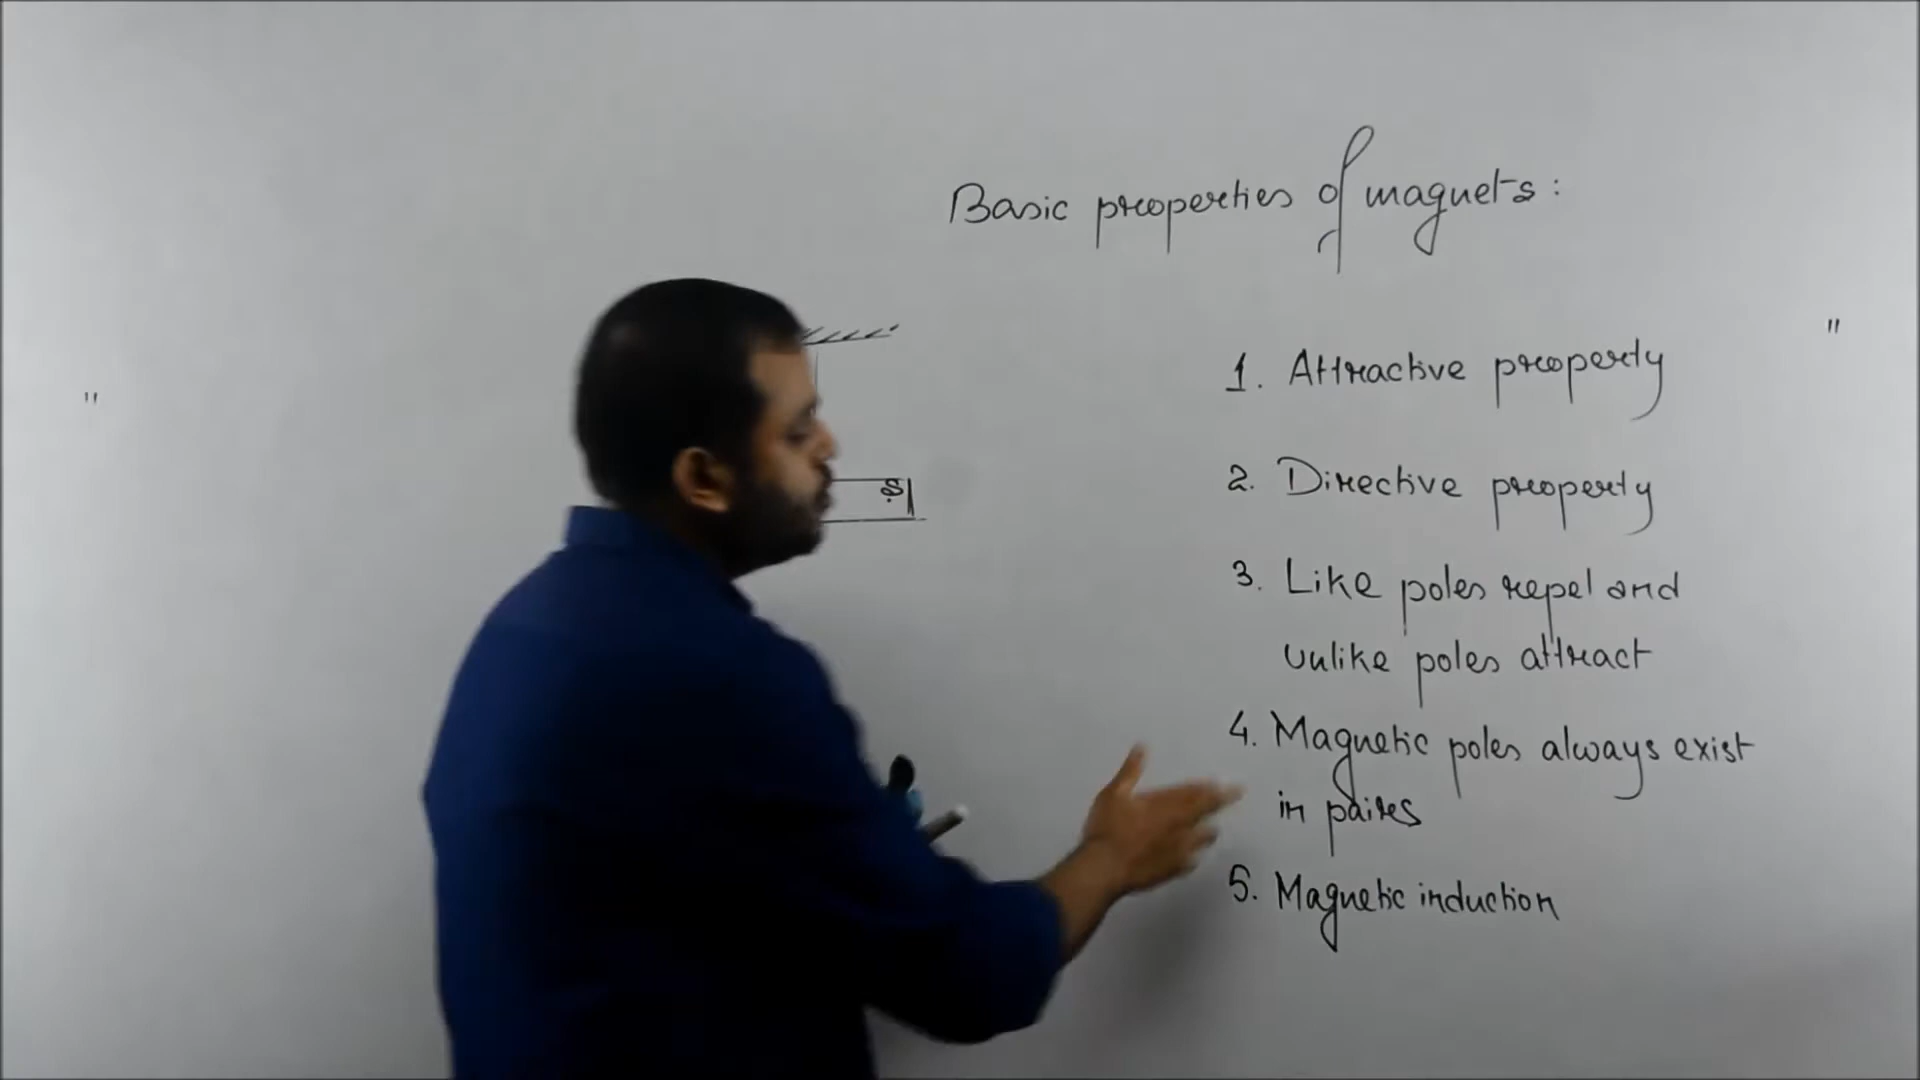 Basic properties of magnets:
1. Attractive property
S
2. Directive property
3. Like poles repel and
unlike poles attract
4. Magnetic poles always exist
in pairs
5. Magnetic induction